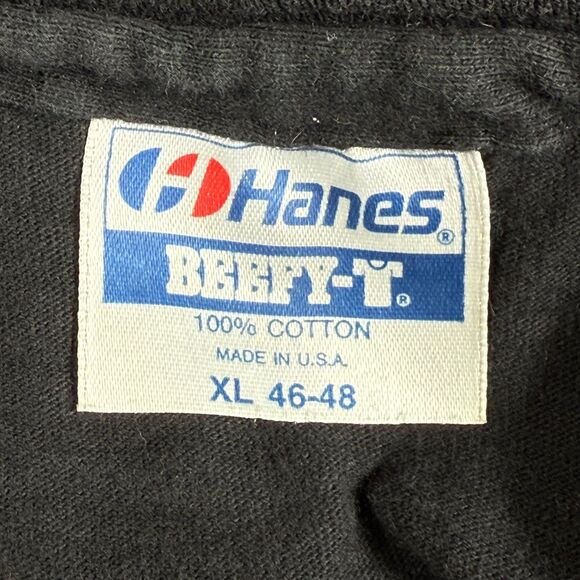 Hanes®
BEEFY-T®
100% COTTON
MADE IN U.S.A.
XL 46-48